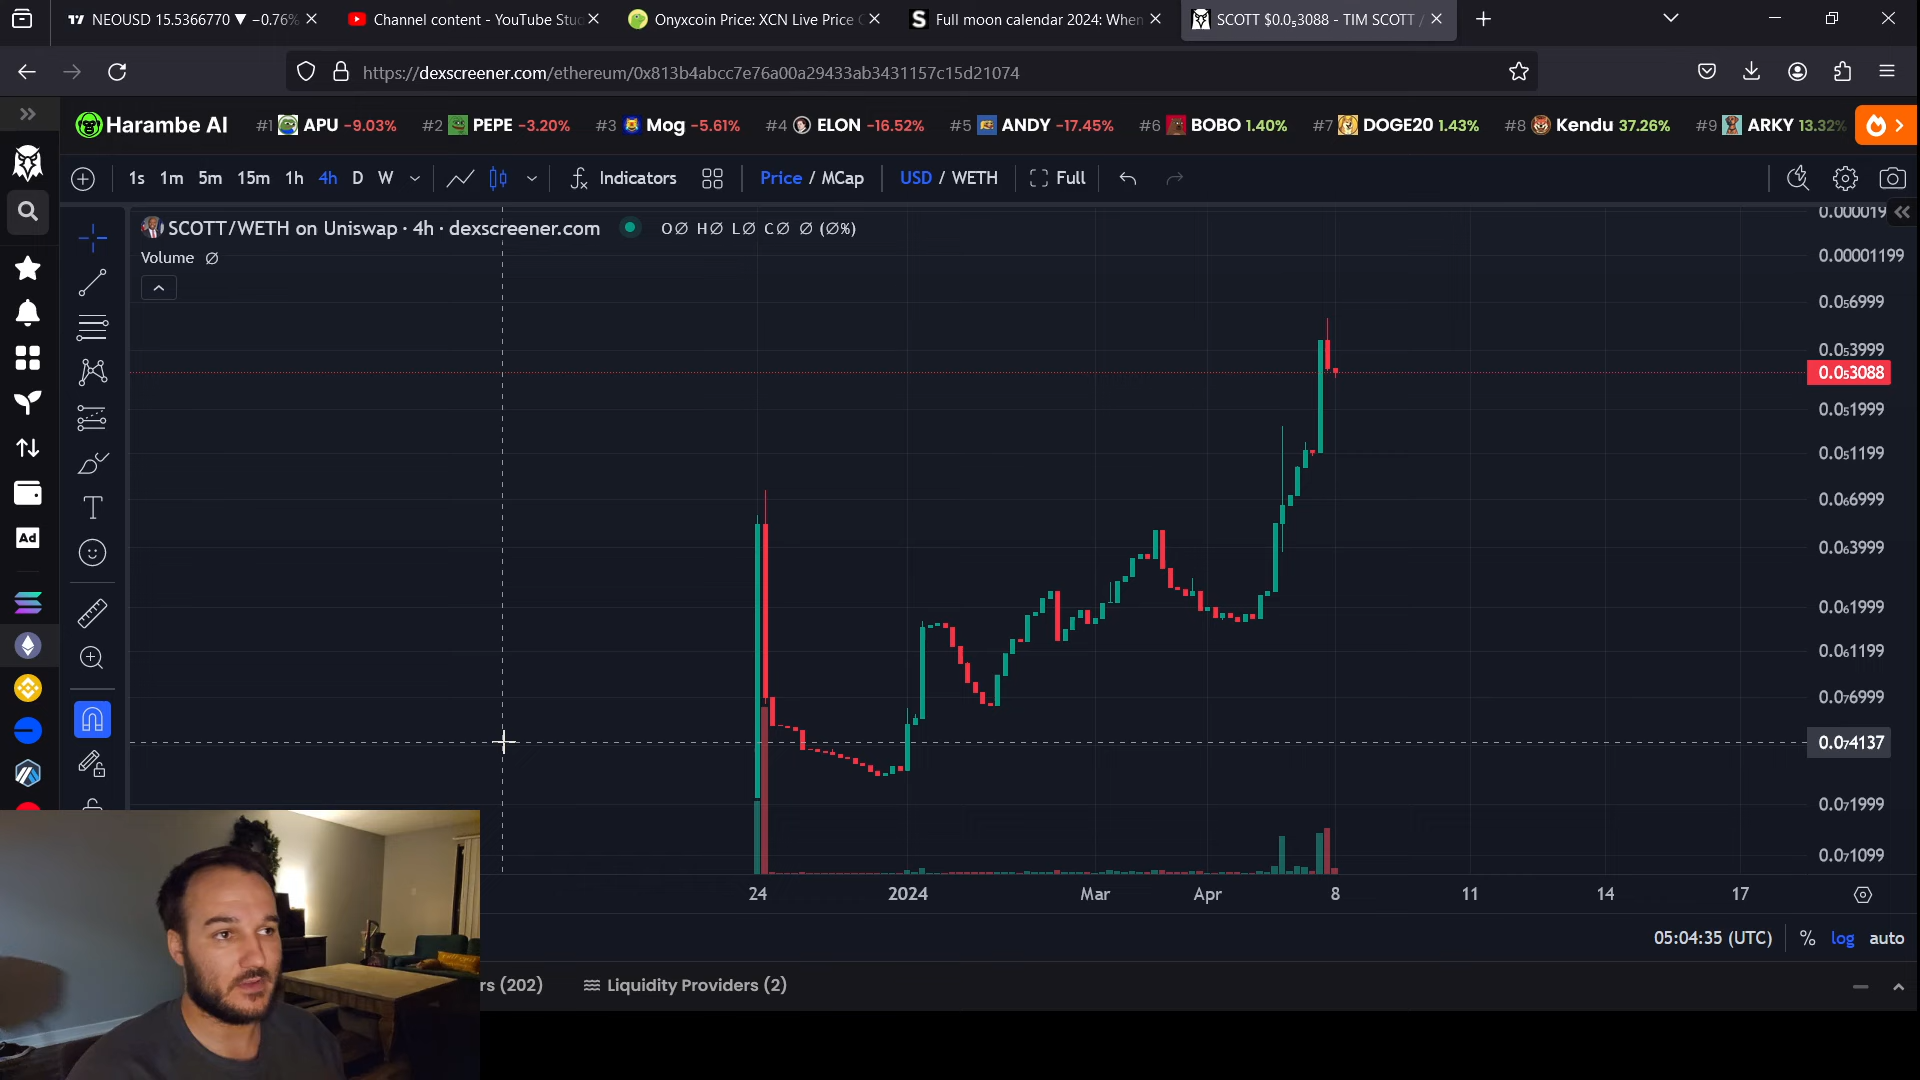 NEOUSD 15.5366770 ▼ −0.76%
Channel content - YouTube Stu
Onyxcoin Price: XCN Live Price
Full moon calendar 2024: When
SCOTT $0.0₅3088 - TIM SCOTT /
https://dexscreener.com/ethereum/0x813b4abcc7e76a00a29433ab3431157c15d21074
Harambe AI #1 APU -9.03% #2 PEPE -3.20% #3 Mog -5.61% #4 ELON -16.52% #5 ANDY -17.45% #6 BOBO 1.40% #7 DOGE20 1.43% #8 Kendu 37.26% #9 ARKY 13.32%
1s 1m 5m 15m 1h 4h D W Indicators Price / MCap USD / WETH Full
SCOTT/WETH on Uniswap · 4h · dexscreener.com O∅ H∅ L∅ C∅ ∅ (∅%)
Volume ∅
0.000019
0.00001199
0.0₅6999
0.0₅3999
0.0₅3088
0.0₅1999
0.0₅1199
0.0₆6999
0.0₆3999
0.0₆1999
0.0₆1199
0.0₇6999
0.0₇4137
0.0₇1999
0.0₇1099
Ad
24 2024 Mar Apr 8 11 14 17
05:04:35 (UTC) % log auto
rs (202) Liquidity Providers (2)